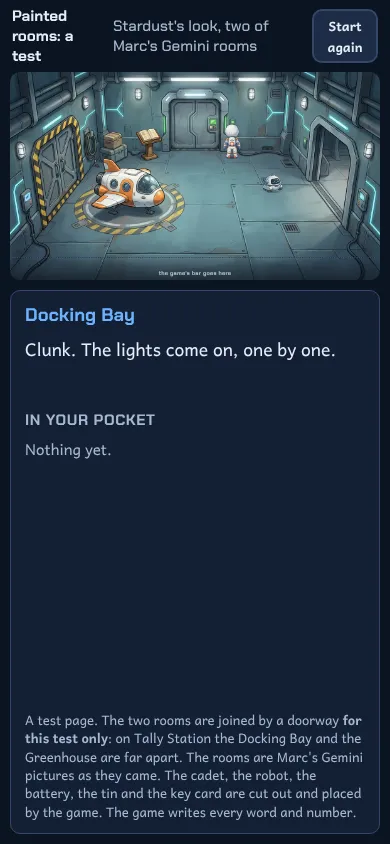 Painted
rooms: a
test
Stardust's look, two of
Marc's Gemini rooms
Start
again
the game's bar goes here
Docking Bay
Clunk. The lights come on, one by one.
IN YOUR POCKET
Nothing yet.
A test page. The two rooms are joined by a doorway for
this test only: on Tally Station the Docking Bay and the
Greenhouse are far apart. The rooms are Marc's Gemini
pictures as they came. The cadet, the robot, the
battery, the tin and the key card are cut out and placed
by the game. The game writes every word and number.